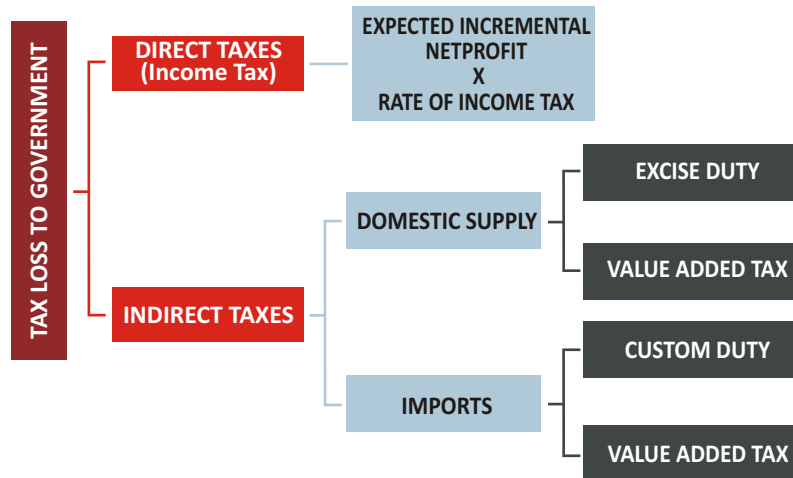 TAX LOSS TO GOVERNMENT
DIRECT TAXES
(Income Tax)
EXPECTED INCREMENTAL
NETPROFIT
X
RATE OF INCOME TAX
INDIRECT TAXES
DOMESTIC SUPPLY
EXCISE DUTY
VALUE ADDED TAX
IMPORTS
CUSTOM DUTY
VALUE ADDED TAX